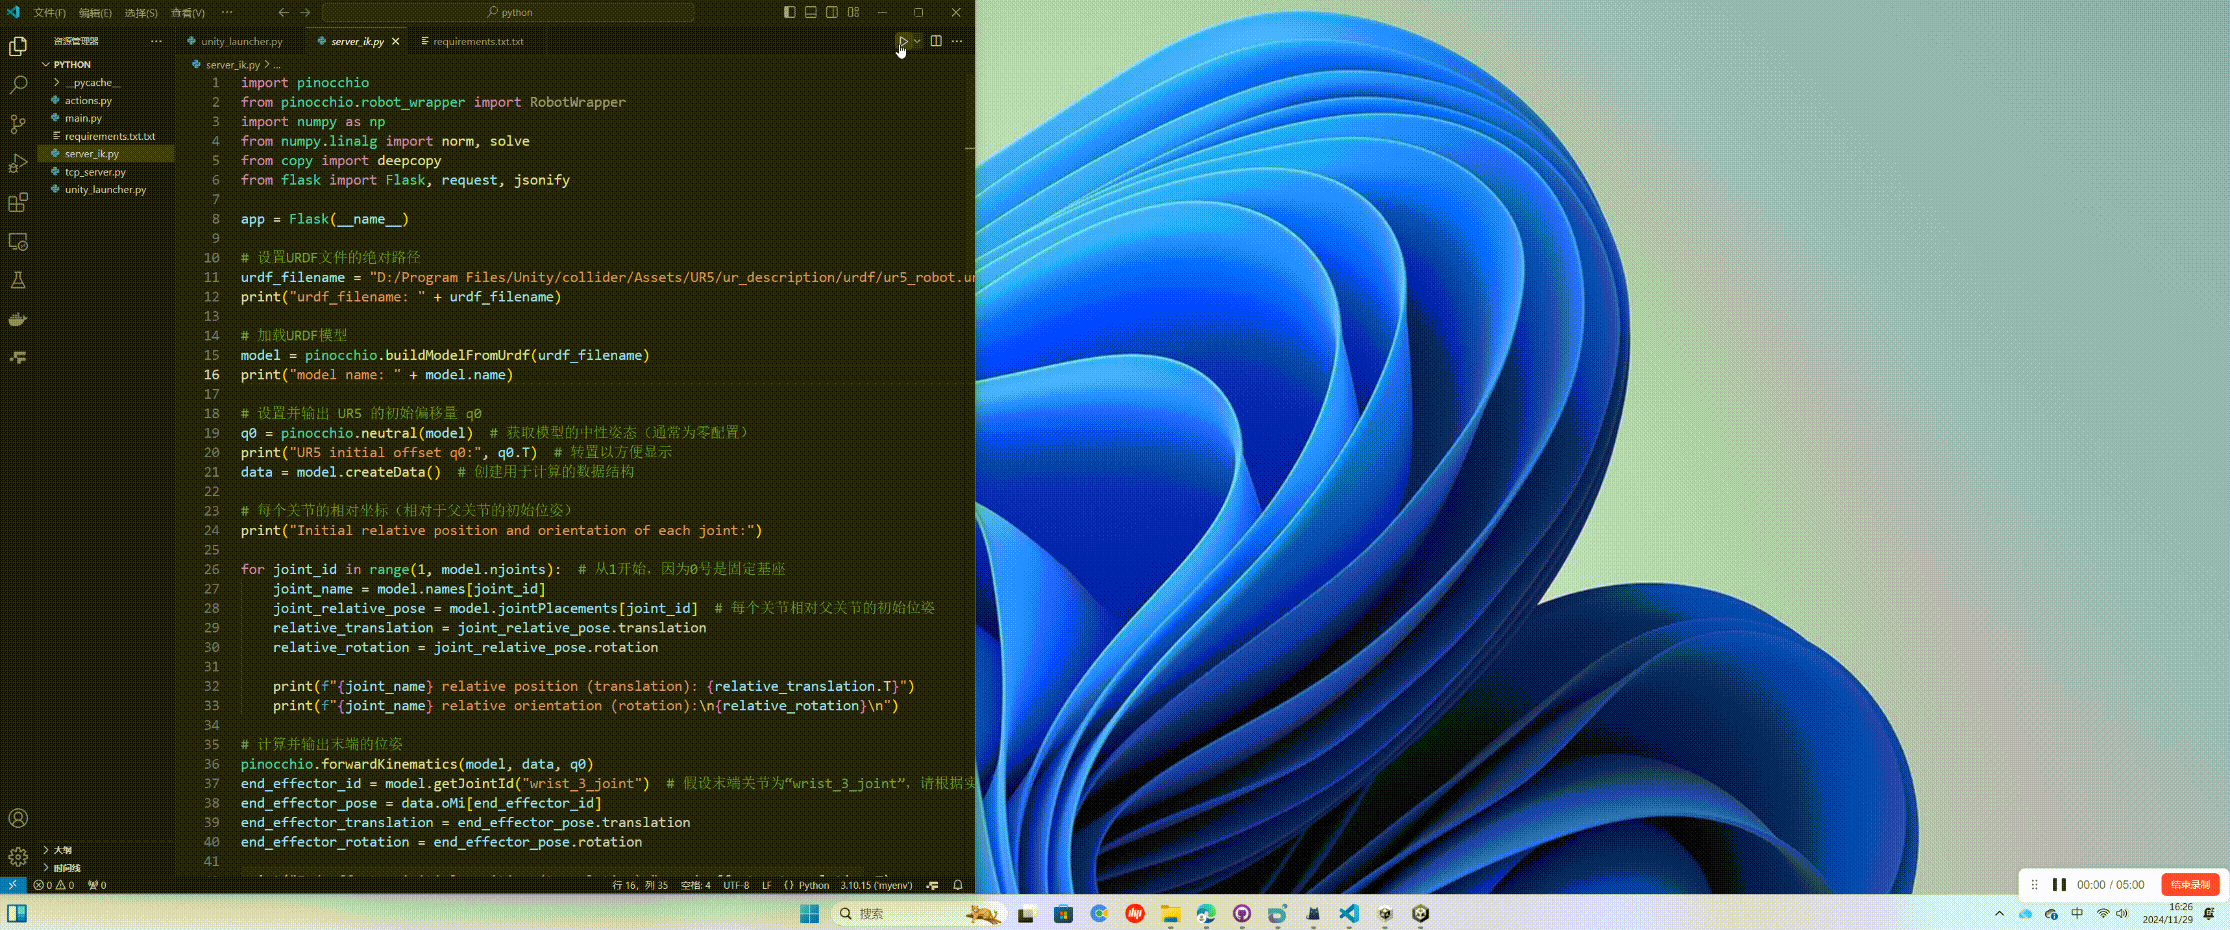 文件(F) 编辑(E) 选择(S) 查看(V) ...
python
资源管理器
unity_launcher.py
server_ik.py
requirements.txt.txt
PYTHON
__pycache__
actions.py
main.py
requirements.txt.txt
server_ik.py
tcp_server.py
unity_launcher.py
server_ik.py > ...
1 import pinocchio
2 from pinocchio.robot_wrapper import RobotWrapper
3 import numpy as np
4 from numpy.linalg import norm, solve
5 from copy import deepcopy
6 from flask import Flask, request, jsonify
7
8 app = Flask(__name__)
9
10 # 设置URDF文件的绝对路径
11 urdf_filename = "D:/Program Files/Unity/collider/Assets/UR5/ur_description/urdf/ur5_robot.ur
12 print("urdf_filename: " + urdf_filename)
13
14 # 加载URDF模型
15 model = pinocchio.buildModelFromUrdf(urdf_filename)
16 print("model name: " + model.name)
17
18 # 设置并输出 UR5 的初始偏移量 q0
19 q0 = pinocchio.neutral(model)  # 获取模型的中性姿态（通常为零配置）
20 print("UR5 initial offset q0:", q0.T)  # 转置以方便显示
21 data = model.createData()  # 创建用于计算的数据结构
22
23 # 每个关节的相对坐标（相对于父关节的初始位姿）
24 print("Initial relative position and orientation of each joint:")
25
26 for joint_id in range(1, model.njoints):  # 从1开始，因为0号是固定基座
27 joint_name = model.names[joint_id]
28 joint_relative_pose = model.jointPlacements[joint_id]  # 每个关节相对父关节的初始位姿
29 relative_translation = joint_relative_pose.translation
30 relative_rotation = joint_relative_pose.rotation
31
32 print(f"{joint_name} relative position (translation): {relative_translation.T}")
33 print(f"{joint_name} relative orientation (rotation):\n{relative_rotation}\n")
34
35 # 计算并输出末端的位姿
36 pinocchio.forwardKinematics(model, data, q0)
37 end_effector_id = model.getJointId("wrist_3_joint")  # 假设末端关节为“wrist_3_joint”，请根据实
38 end_effector_pose = data.oMi[end_effector_id]
39 end_effector_translation = end_effector_pose.translation
40 end_effector_rotation = end_effector_pose.rotation
41
大纲
时间线
0 0 0
行 16，列 35 空格: 4 UTF-8 LF {} Python 3.10.15 ('myenv')
00:00 / 05:00 结束录制
搜索
中
16:26
2024/11/29